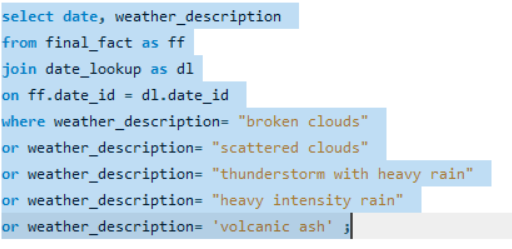 select date, weather_description
from final_fact as ff
join date_lookup as dl
on ff.date_id = dl.date_id
where weather_description= "broken clouds"
or weather_description= "scattered clouds"
or weather_description= "thunderstorm with heavy rain"
or weather_description= "heavy intensity rain"
or weather_description= 'volcanic ash' ;